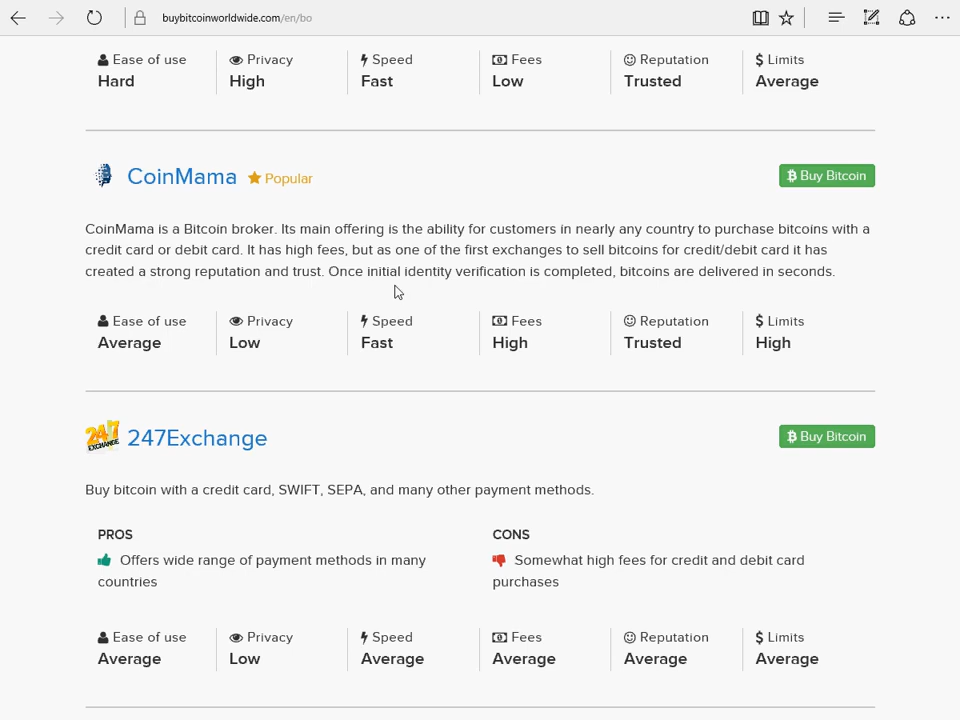 buybitcoinworldwide.com/en/bo
Ease of use Privacy Speed Fees Reputation Limits
Hard High Fast Low Trusted Average
CoinMama Popular Buy Bitcoin
CoinMama is a Bitcoin broker. Its main offering is the ability for customers in nearly any country to purchase bitcoins with a
credit card or debit card. It has high fees, but as one of the first exchanges to sell bitcoins for credit/debit card it has
created a strong reputation and trust. Once initial identity verification is completed, bitcoins are delivered in seconds.
Ease of use Privacy Speed Fees Reputation Limits
Average Low Fast High Trusted High
247 EXCHANGE 247Exchange Buy Bitcoin
Buy bitcoin with a credit card, SWIFT, SEPA, and many other payment methods.
PROS CONS
Offers wide range of payment methods in many Somewhat high fees for credit and debit card
countries purchases
Ease of use Privacy Speed Fees Reputation Limits
Average Low Average Average Average Average